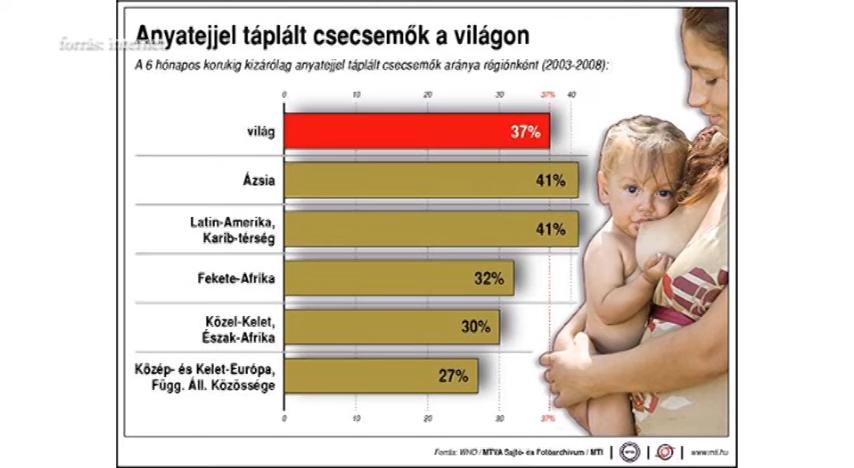 Anyatejjel táplált csecsemők a világon
forrás: internet
A 6 hónapos korukig kizárólag anyatejjel táplált csecsemők aránya régiónként (2003-2008):
0 10 20 30 37% 40
világ 37%
Ázsia 41%
Latin-Amerika,
Karib-térség 41%
Fekete-Afrika 32%
Közel-Kelet,
Észak-Afrika 30%
Közép- és Kelet-Európa,
Függ. Áll. Közössége 27%
0 10 20 30 37% 40
Forrás: WHO / MTVA Sajtó- és Fotóarchívum / MTI www.mti.hu